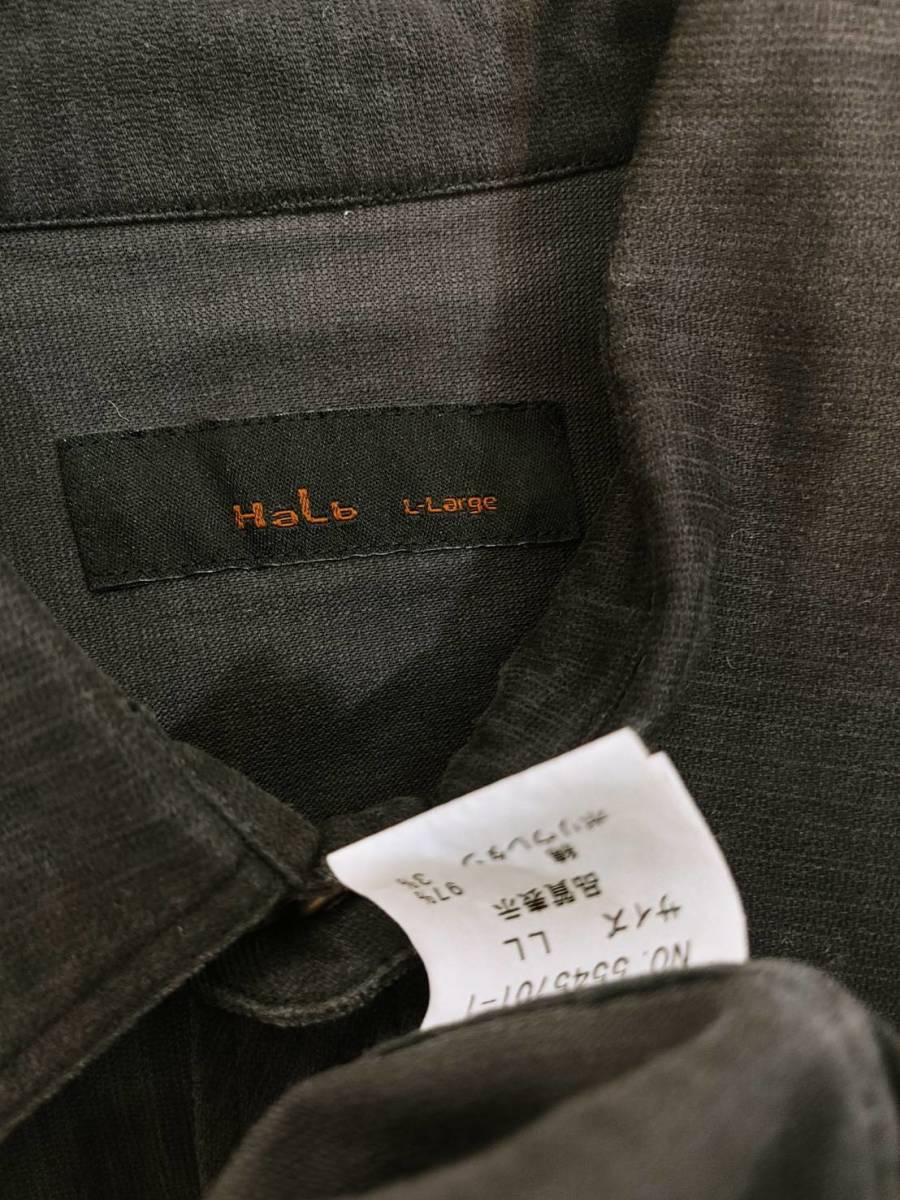 HaLb L-Large
NO. 5545701-1
サイズ LL
品質表示
綿 97%
ポリウレタン 3%